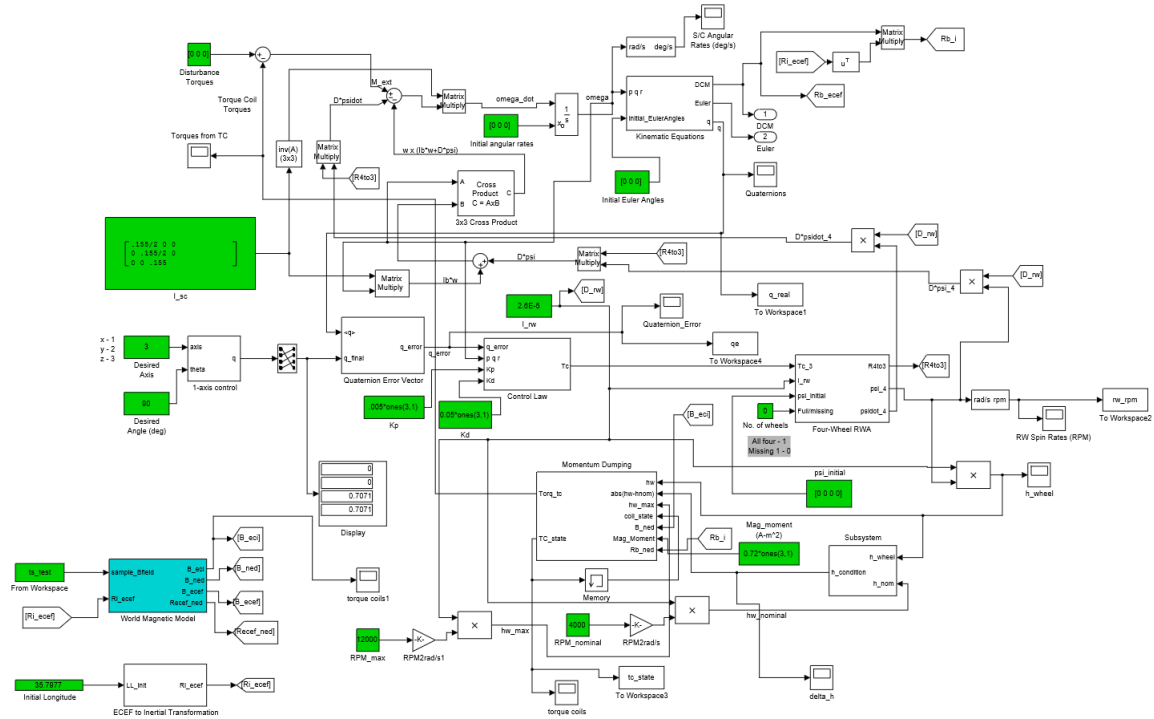 [0 0 0]
Disturbance
Torques
Torque Coil
Torques
Torques from TC
M_ext
D*psidot
inv(A)
(3x3)
Matrix
Multiply
[R4to3]
Matrix
Multiply
omega_dot
[0 0 0]
Initial angular rates
1
s
xo
omega
rad/s deg/s
S/C Angular
Rates (deg/s)
p q r
Initial_EulerAngles
DCM
Euler
q
Kinematic Equations
q
[Ri_ecef]
uT
Matrix
Multiply
Rb_i
Rb_ecef
1
DCM
2
Euler
Quaternions
[0 0 0]
Initial Euler Angles
w x (Ib*w+D*psi)
A
B
Cross
Product
C = AxB
C
3x3 Cross Product
.155/2 0 0
0 .155/2 0
0 0 .155
I_sc
Matrix
Multiply
Ib*w
D*psi
Matrix
Multiply
[R4to3]
D*psidot_4
[D_rw]
[D_rw]
D*psi_4
q_real
To Workspace1
2.6E-5
I_rw
[D_rw]
Quaternion_Error
qe
To Workspace4
x - 1
y - 2
z - 3
3
Desired
Axis
90
Desired
Angle (deg)
axis
theta
q
1-axis control
<q>
q_final
q_error
Quaternion Error Vector
q_error
q_error
p q r
Kp
Kd
Tc
Control Law
.005*ones(3,1)
Kp
0.05*ones(3,1)
Kd
Tc_3
I_rw
psi_initial
Full/missing
R4to3
psi_4
psidot_4
Four-Wheel RWA
[R4to3]
0
No. of wheels
All four - 1
Missing 1 - 0
rad/s rpm
rw_rpm
To Workspace2
RW Spin Rates (RPM)
[B_eci]
psi_initial
[0 0 0 0]
h_wheel
0
0
0.7071
0.7071
Display
Momentum Dumping
Torq_tc
TC_state
hw
abs(hw-hnom)
hw_max
coil_state
B_ned
Mag_Moment
Rb_ned
Rb_i
Mag_moment
(A-m^2)
0.72*ones(3,1)
Subsystem
h_wheel
h_condition
h_nom
ts_test
From Workspace
[Ri_ecef]
sample_Bfield
Ri_ecef
B_eci
B_ned
B_ecef
Recef_ned
World Magnetic Model
[B_eci]
[B_ned]
[B_ecef]
[Recef_ned]
torque coils1
Memory
12000
RPM_max
-K-
RPM2rad/s1
hw_max
4000
RPM_nominal
-K-
RPM2rad/s
hw_nominal
tc_state
To Workspace3
torque coils
delta_h
35.7877
Initial Longitude
LL_Init
Ri_ecef
ECEF to Inertial Transformation
[Ri_ecef]